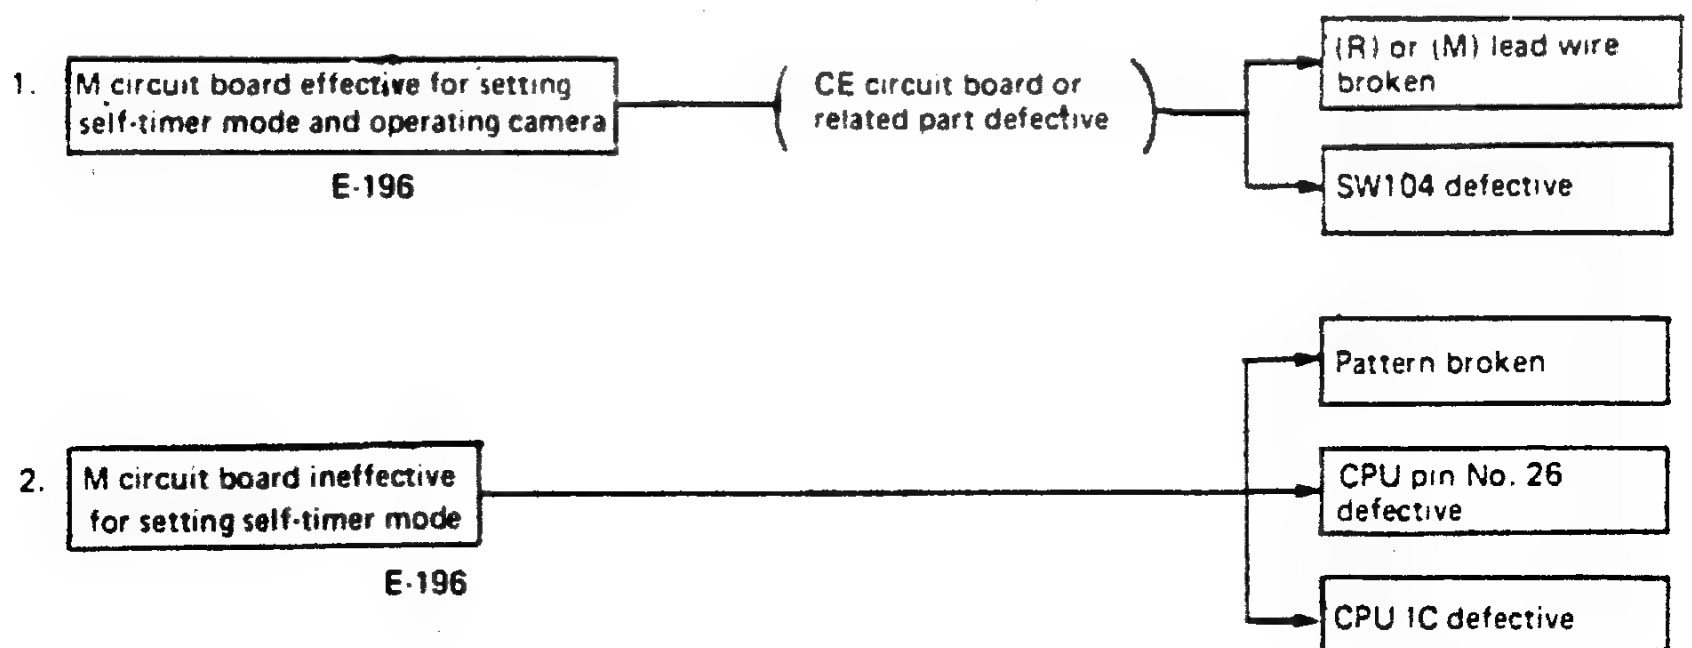 1. M circuit board effective for setting
self-timer mode and operating camera
E-196
CE circuit board or
related part defective
(R) or (M) lead wire
broken
SW104 defective
2. M circuit board ineffective
for setting self-timer mode
E-196
Pattern broken
CPU pin No. 26
defective
CPU IC defective